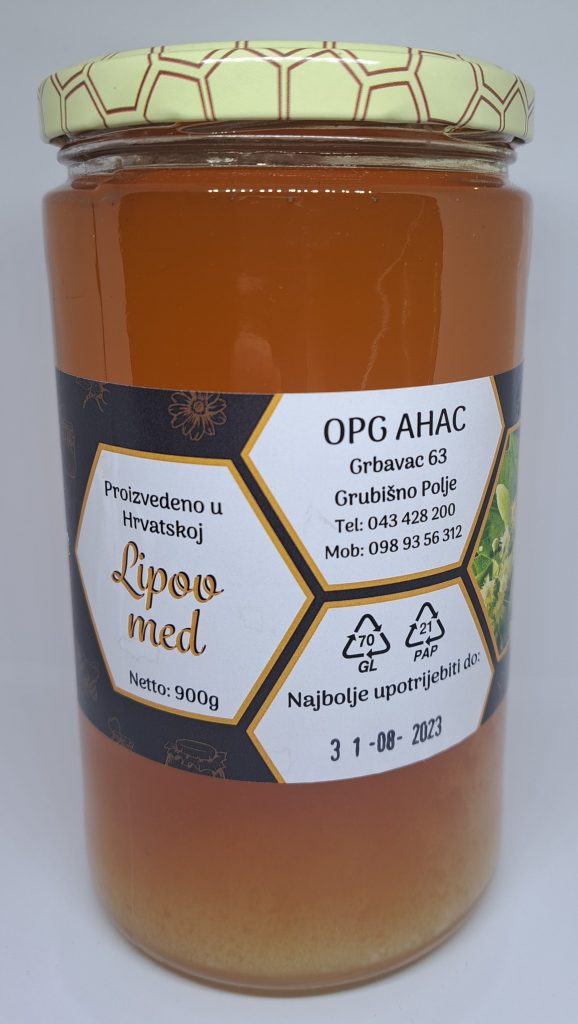 Proizvedeno u
Hrvatskoj
Lipov
med
Netto: 900g
OPG AHAC
Grbavac 63
Grubišno Polje
Tel: 043 428 200
Mob: 098 93 56 312
70
GL
21
PAP
Najbolje upotrijebiti do:
31-08-2023